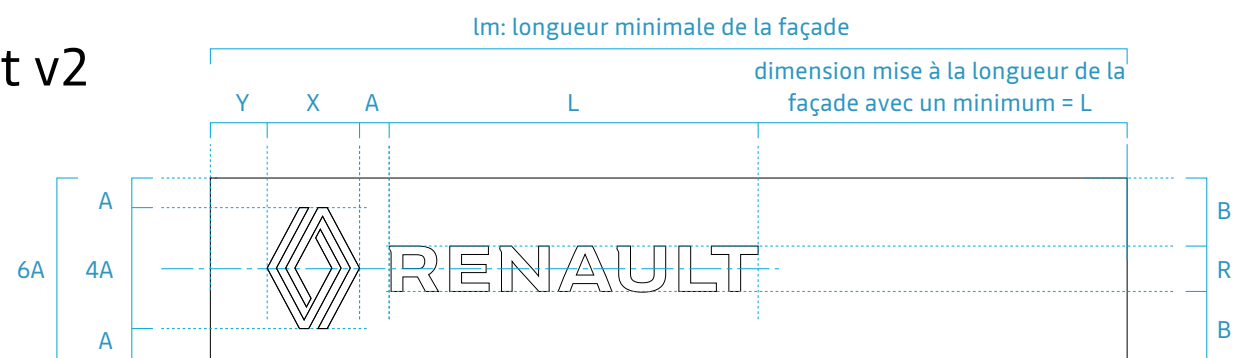 lm: longueur minimale de la façade
t v2
dimension mise à la longueur de la
Y X A L façade avec un minimum = L
A
B
6A 4A RENAULT R
A
B